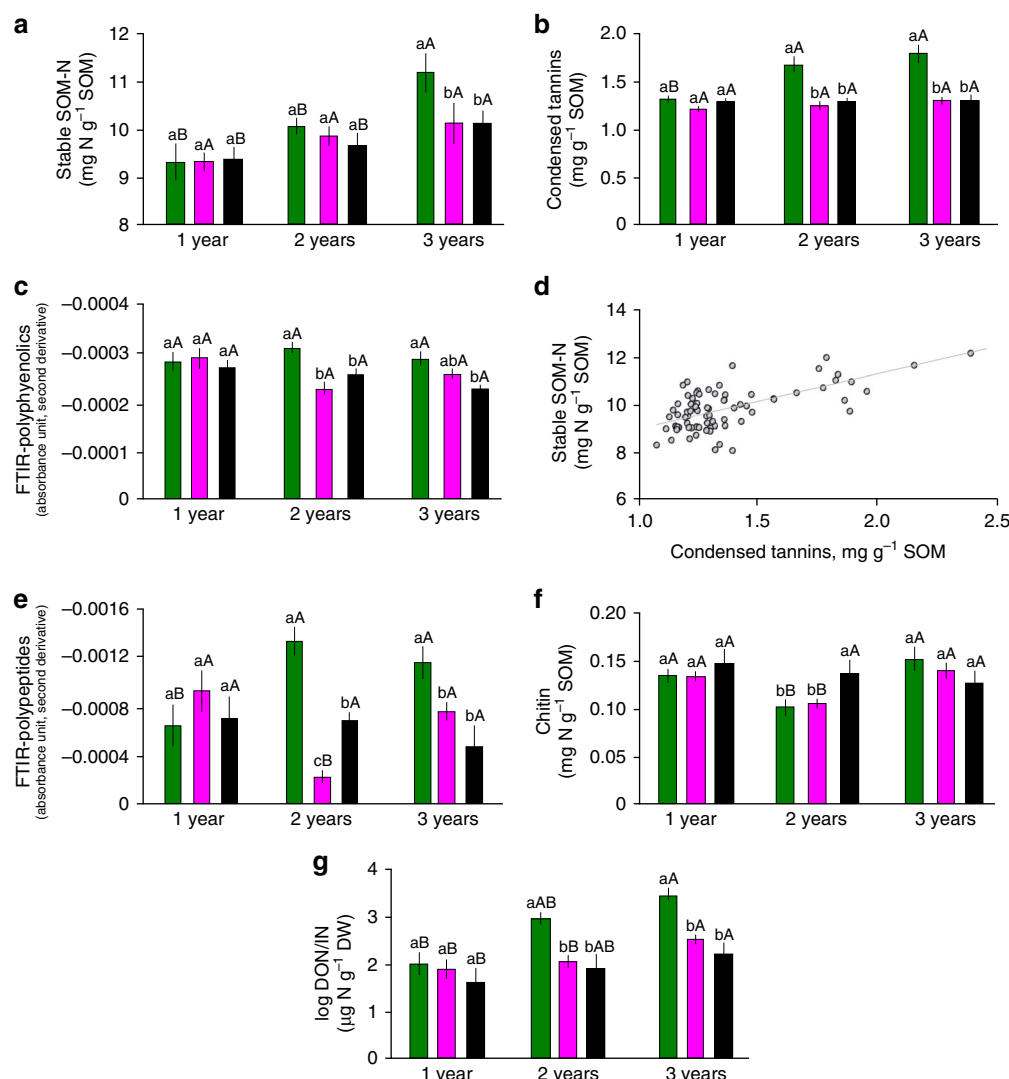 a
Stable SOM-N
(mg N g⁻¹ SOM)
12
11
10
9
8
aB
aA
aB
aB
aA
aB
aA
bA
bA
1 year
2 years
3 years
b
Condensed tannins
(mg g⁻¹ SOM)
2.0
1.5
1.0
0.5
0
aB
aA
aA
aA
bA
bA
aA
bA
bA
1 year
2 years
3 years
c
FTIR-polyphyenolics
(absorbance unit, second derivative)
–0.0004
–0.0003
–0.0002
–0.0001
0
aA
aA
aA
aA
bA
bA
aA
abA
bA
1 year
2 years
3 years
d
Stable SOM-N
(mg N g⁻¹ SOM)
14
12
10
8
6
1.0
1.5
2.0
2.5
Condensed tannins, mg g⁻¹ SOM
e
FTIR-polypeptides
(absorbance unit, second derivative)
–0.0016
–0.0012
–0.0008
–0.0004
0
aB
aA
aA
aA
cB
bA
aA
bA
bA
1 year
2 years
3 years
f
Chitin
(mg N g⁻¹ SOM)
0.20
0.15
0.10
0.05
0
aA
aA
aA
bB
bB
aA
aA
aA
aA
1 year
2 years
3 years
g
log DON/IN
(μg N g⁻¹ DW)
4
3
2
1
0
aB
aB
aB
aAB
bB
bAB
aA
bA
bA
1 year
2 years
3 years